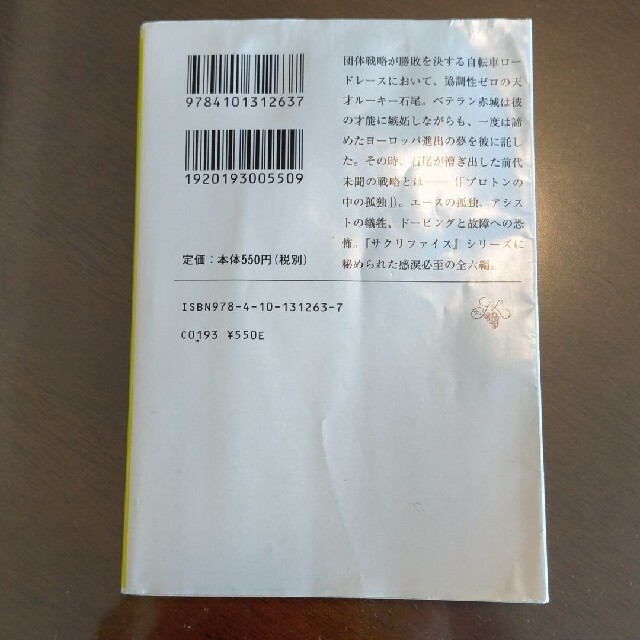 9784101312637
1920193005509
定価：本体550円（税別）
ISBN978-4-10-131263-7
C0193 ¥550E
団体戦略が勝敗を決する自転車ロー
ドレースにおいて、協調性ゼロの天
才ルーキー石尾。ベテラン赤城は彼
の才能に嫉妬しながらも、一度は諦
めたヨーロッパ進出の夢を彼に託し
た。その時、石尾が漕ぎ出した前代
未聞の戦略とは――（「プロトンの
中の孤独」）。エースの孤独、アシス
トの犠牲、ドーピングと故障への恐
怖。『サクリファイス』シリーズに
秘められた感涙必至の全六編。